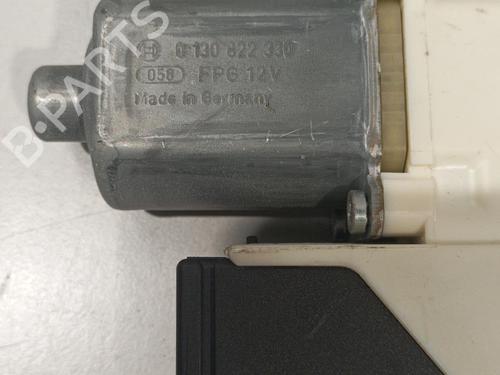 0 130 822 330
058 FPG 12V
Made in Germany
B-Parts